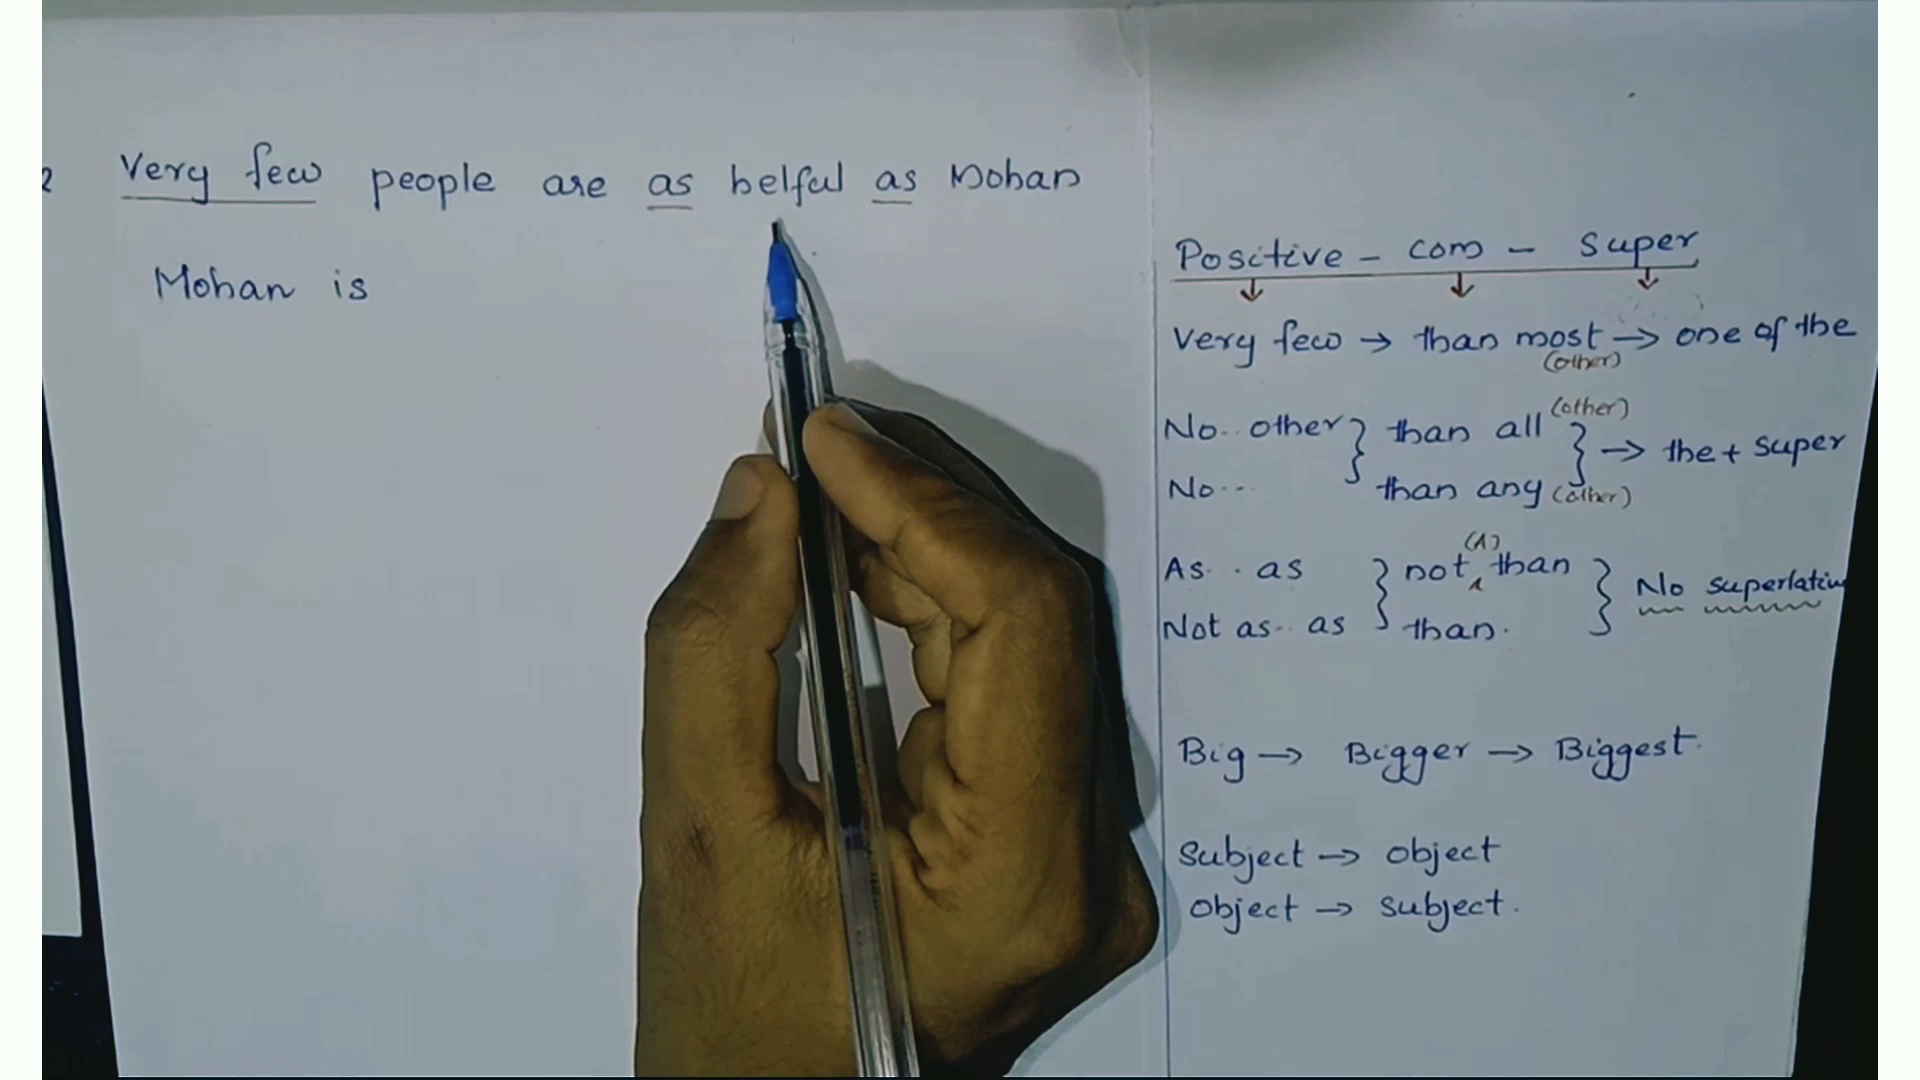 2 Very few people are as helful as Mohan
Mohan is
Positive - com - Super
Very few → than most → one of the
(other)
No.. other } than all (other) } → the + super
No... than any (other)
As... as } not (A) than } No superlative
Not as.. as than.
Big → Bigger → Biggest.
Subject → object
object → subject.